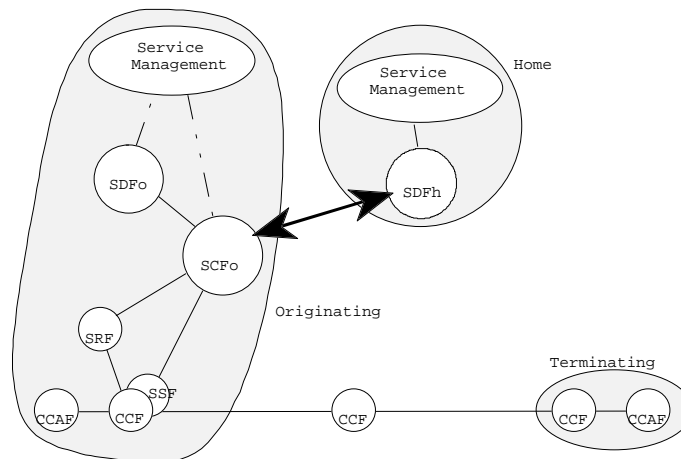 Service
Management
Service
Management
Home
SDFo
SDFh
SCFo
Originating
SRF
SSF
Terminating
CCAF
CCF
CCF
CCF
CCAF